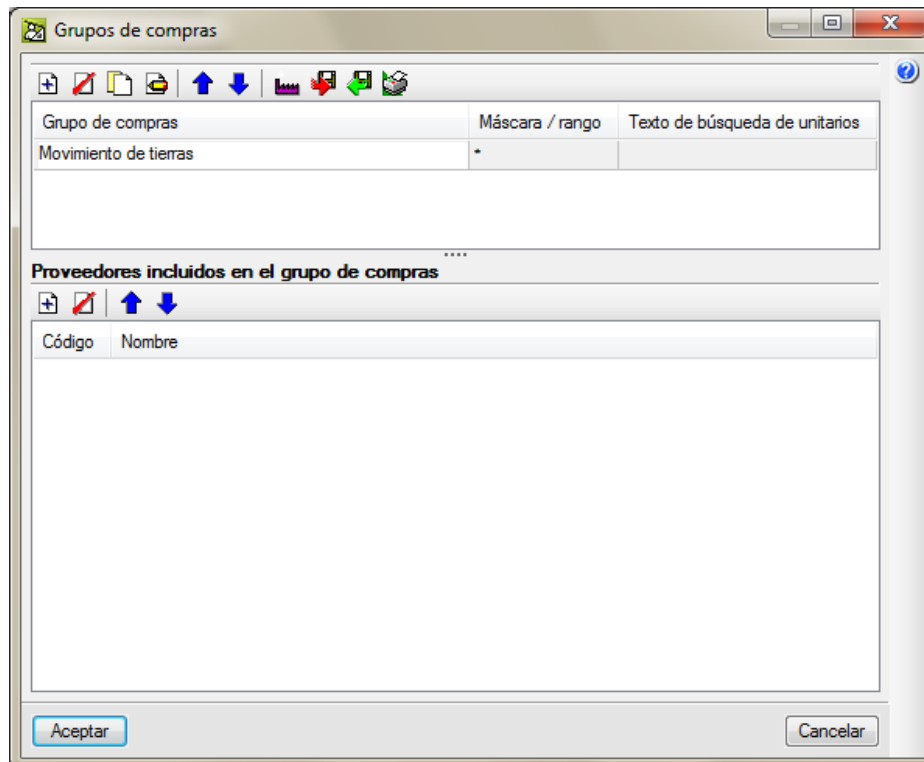 Grupos de compras
Grupo de compras Máscara / rango Texto de búsqueda de unitarios
Movimiento de tierras *
Proveedores incluidos en el grupo de compras
Código Nombre
Aceptar Cancelar